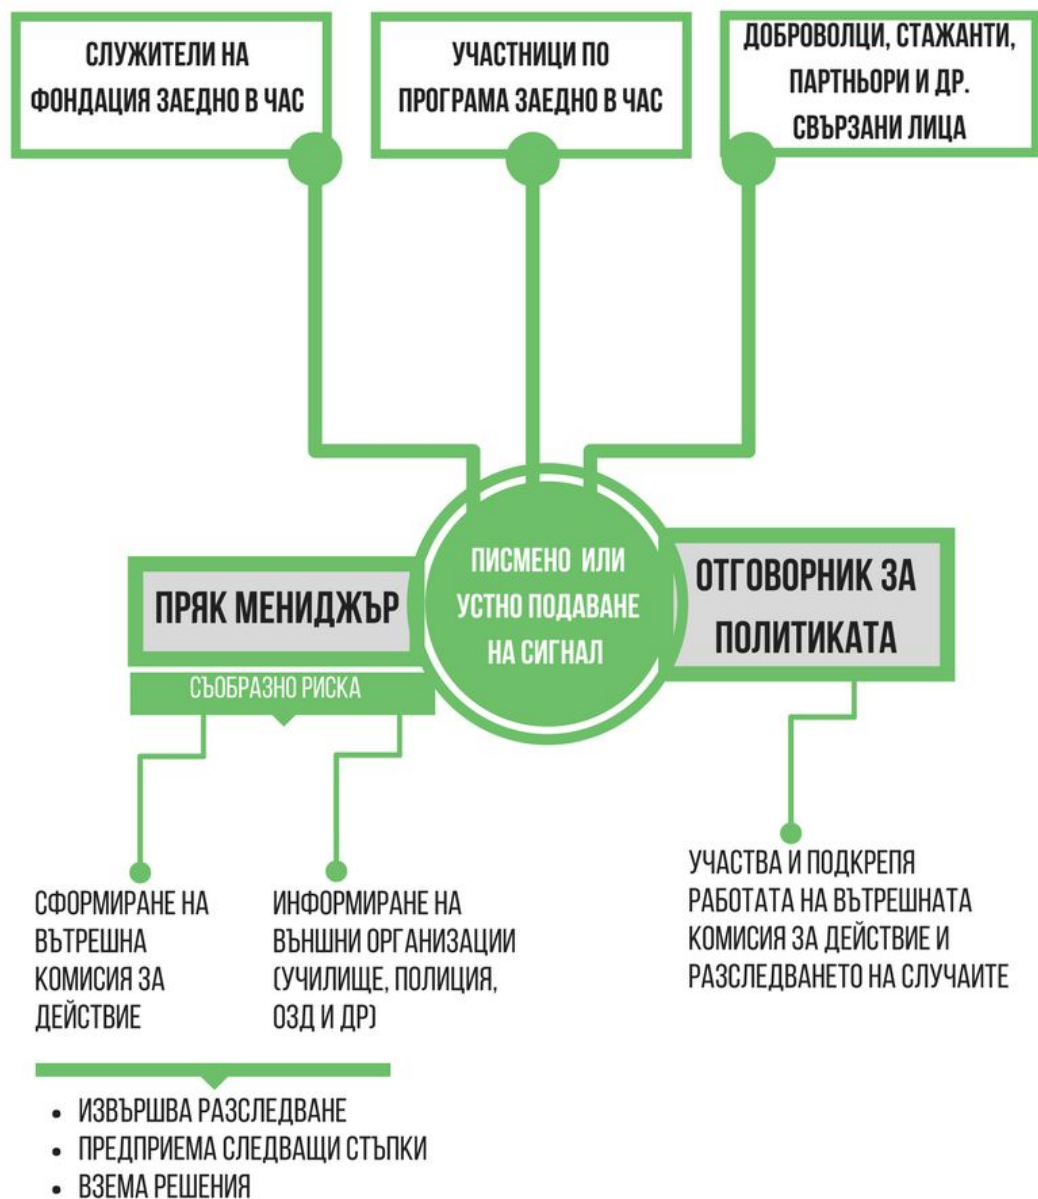 СЛУЖИТЕЛИ НА
ФОНДАЦИЯ ЗАЕДНО В ЧАС
УЧАСТНИЦИ ПО
ПРОГРАМА ЗАЕДНО В ЧАС
ДОБРОВОЛЦИ, СТАЖАНТИ,
ПАРТНЬОРИ И ДР.
СВЪРЗАНИ ЛИЦА
ПИСМЕНО ИЛИ
УСТНО ПОДАВАНЕ
НА СИГНАЛ
ПРЯК МЕНИДЖЪР
СЪОБРАЗНО РИСКА
ОТГОВОРНИК ЗА
ПОЛИТИКАТА
СФОРМИРАНЕ НА
ВЪТРЕШНА
КОМИСИЯ ЗА
ДЕЙСТВИЕ
ИНФОРМИРАНЕ НА
ВЪНШНИ ОРГАНИЗАЦИИ
(УЧИЛИЩЕ, ПОЛИЦИЯ,
ОЗД И ДР)
УЧАСТВА И ПОДКРЕПЯ
РАБОТАТА НА ВЪТРЕШНАТА
КОМИСИЯ ЗА ДЕЙСТВИЕ И
РАЗСЛЕДВАНЕТО НА СЛУЧАИТЕ
• ИЗВЪРШВА РАЗСЛЕДВАНЕ
• ПРЕДПРИЕМА СЛЕДВАЩИ СТЪПКИ
• ВЗЕМА РЕШЕНИЯ